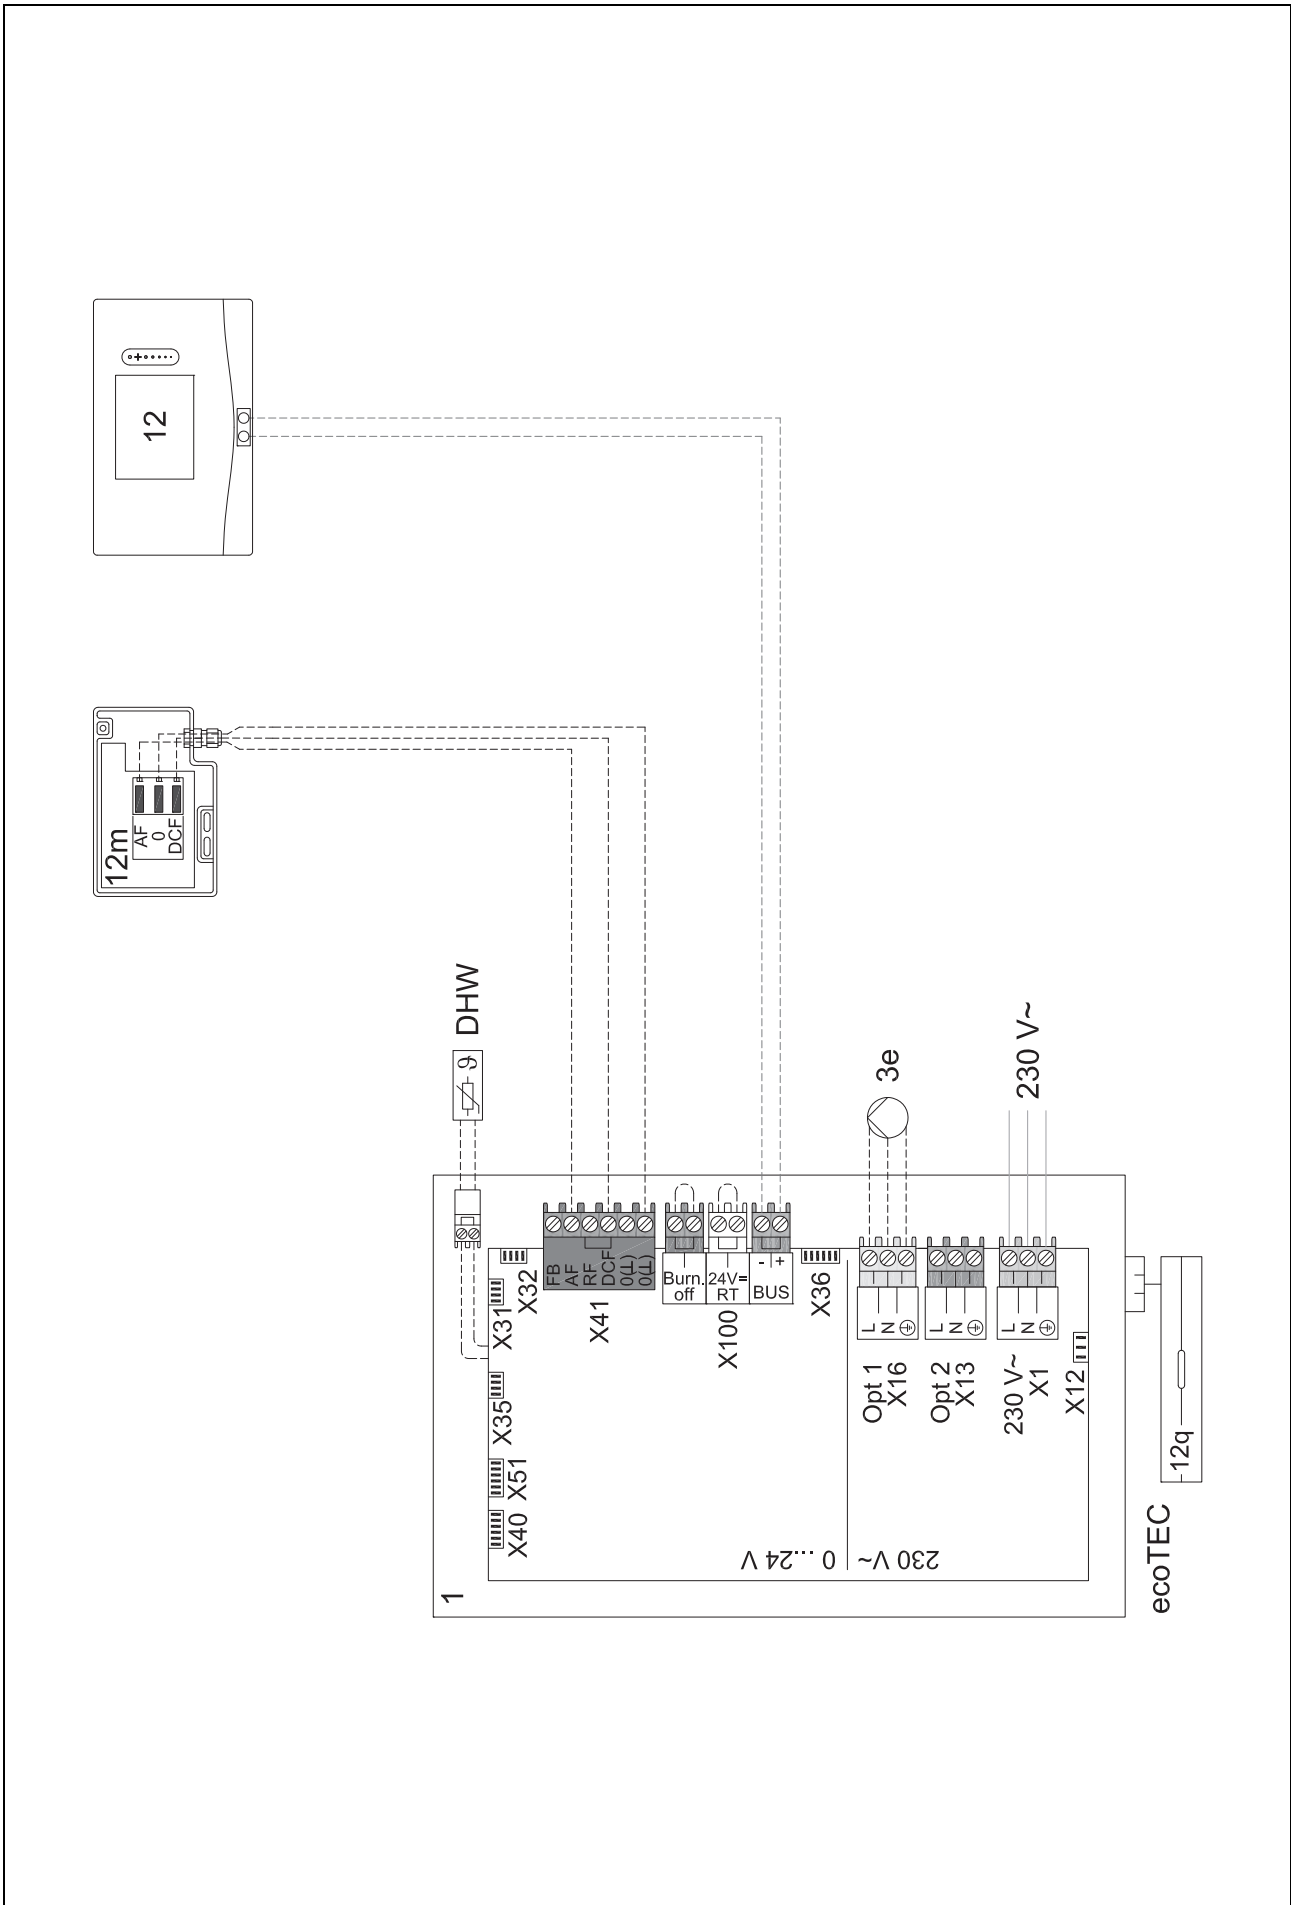 12
12m
AF
0
DCF
DHW
3e
230 V~
X32
X31
X35
X51
X40
FB
AF
RF
DCF
0(⊥)
0(⊥)
X41
Burn.
off
24V=
RT
X100
- +
BUS
X36
L
N
Opt 1
X16
L
N
Opt 2
X13
L
N
230 V~
X1
X12
0...24 V
230 V~
1
12q
ecoTEC
ϑ